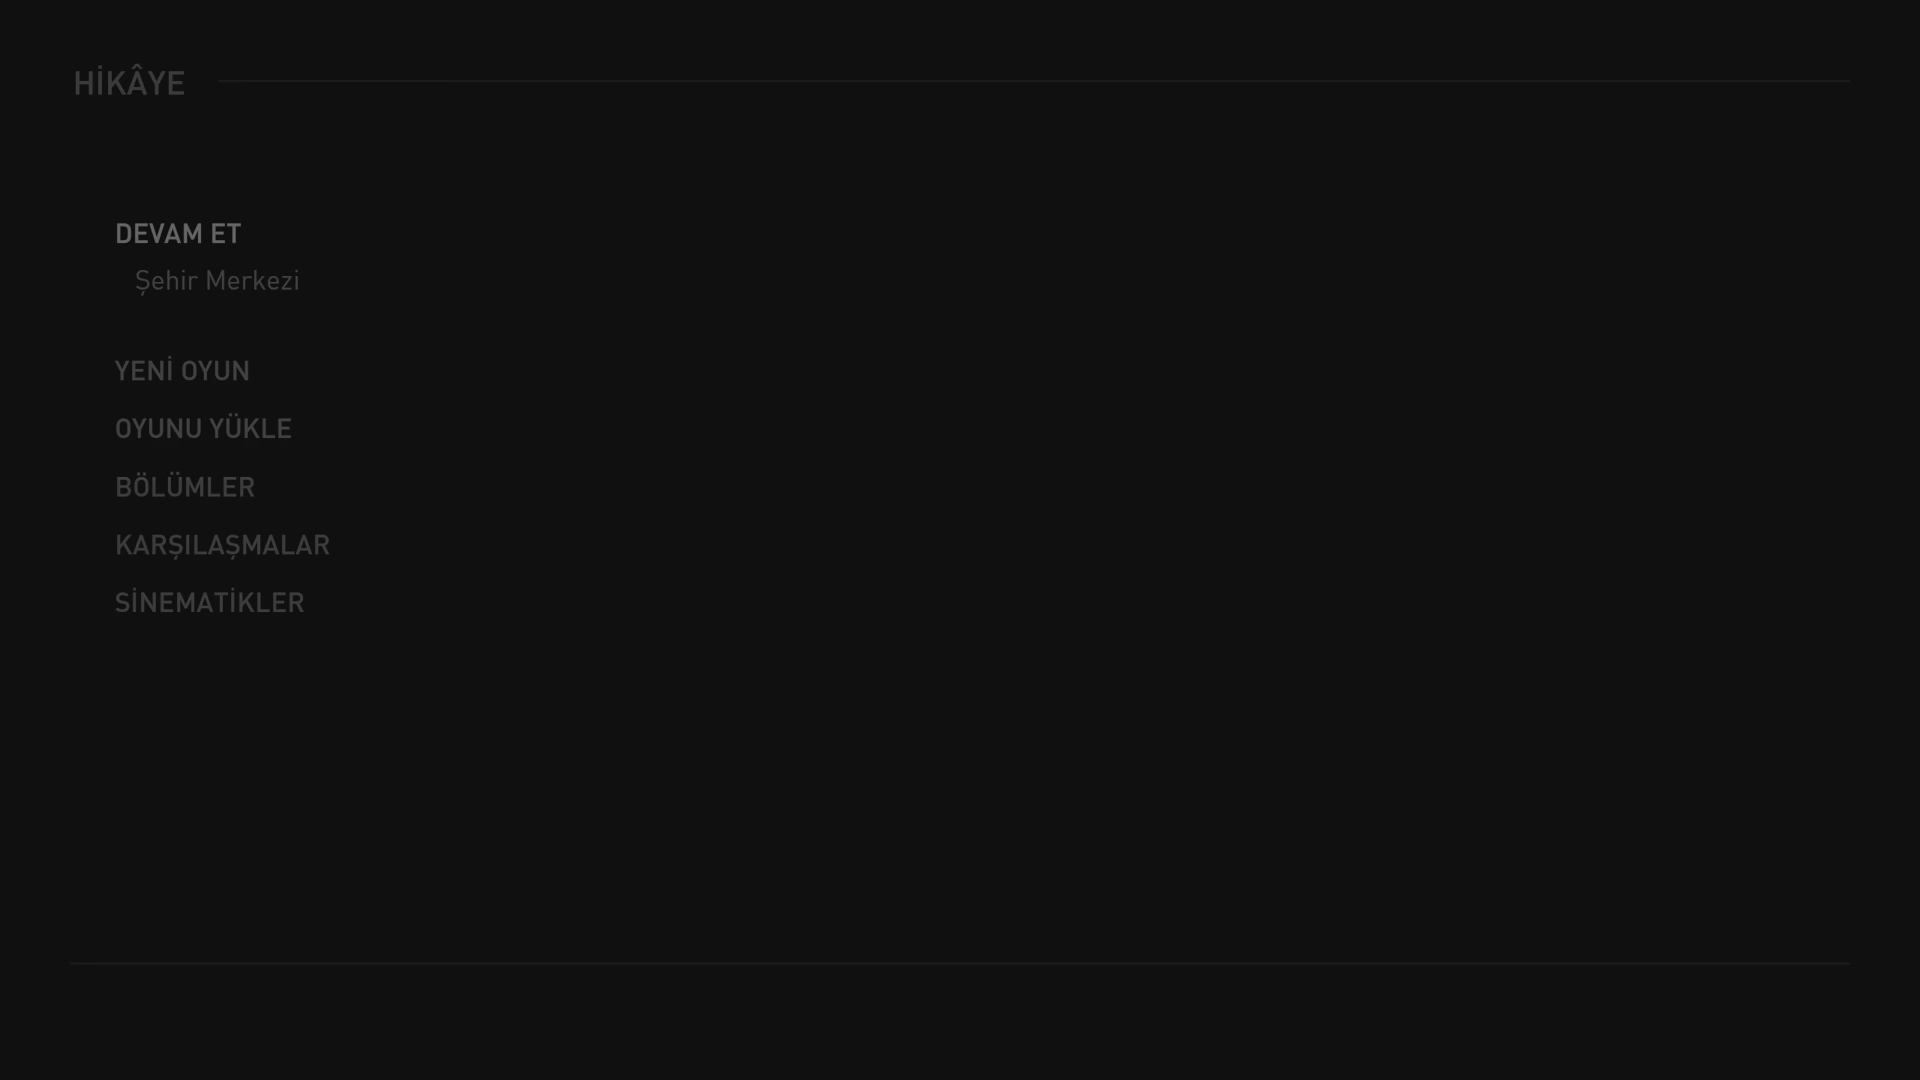 HİKÂYE
DEVAM ET
Şehir Merkezi
YENİ OYUN
OYUNU YÜKLE
BÖLÜMLER
KARŞILAŞMALAR
SİNEMATİKLER